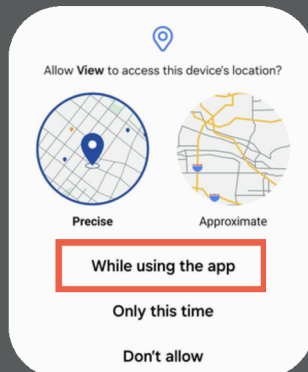 Allow View to access this device's location?
Precise
Approximate
While using the app
Only this time
Don't allow